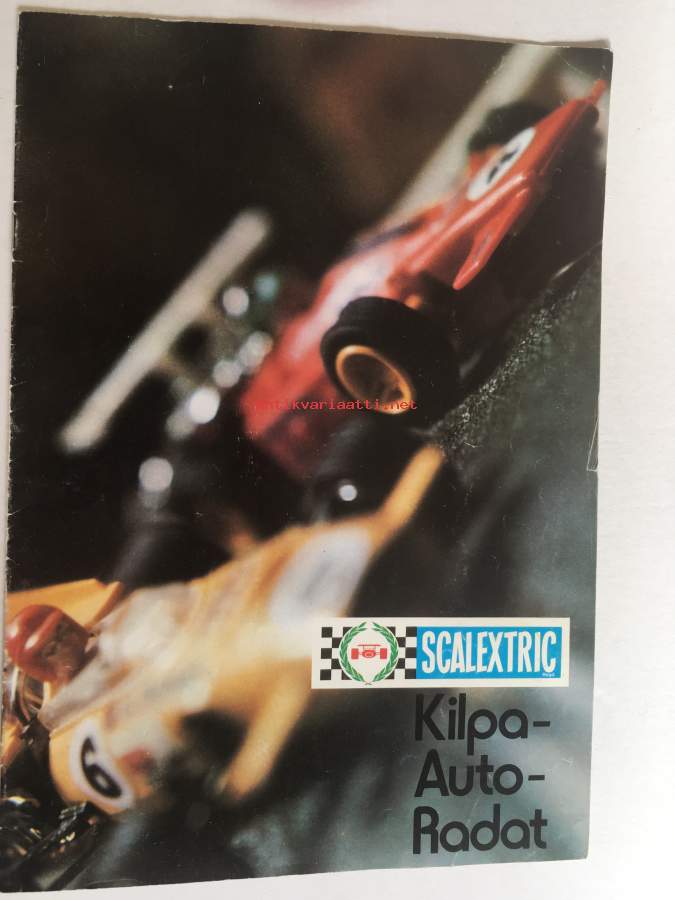 antikvariaatti.net
SCALEXTRIC
Kilpa-
Auto-
Radat